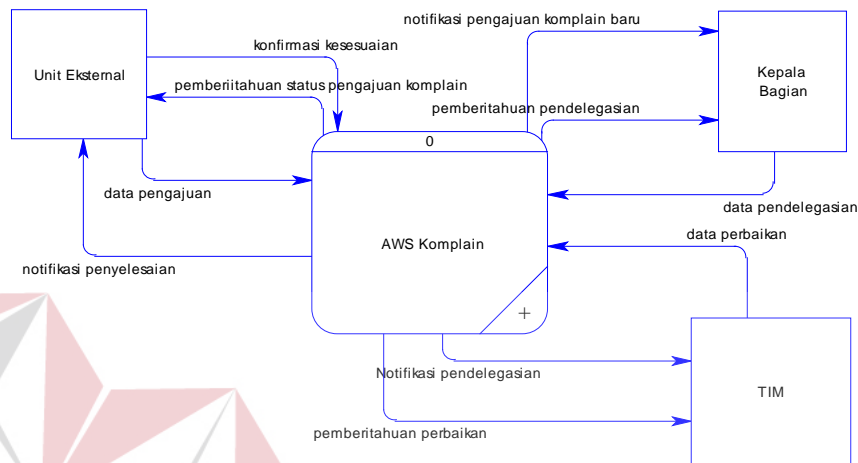 notifikasi pengajuan komplain baru
konfirmasi kesesuaian
Unit Eksternal
Kepala
Bagian
pemberiitahuan status pengajuan komplain
pemberitahuan pendelegasian
0
data pengajuan
data pendelegasian
data perbaikan
AWS Komplain
notifikasi penyelesaian
+
Notifikasi pendelegasian
TIM
pemberitahuan perbaikan